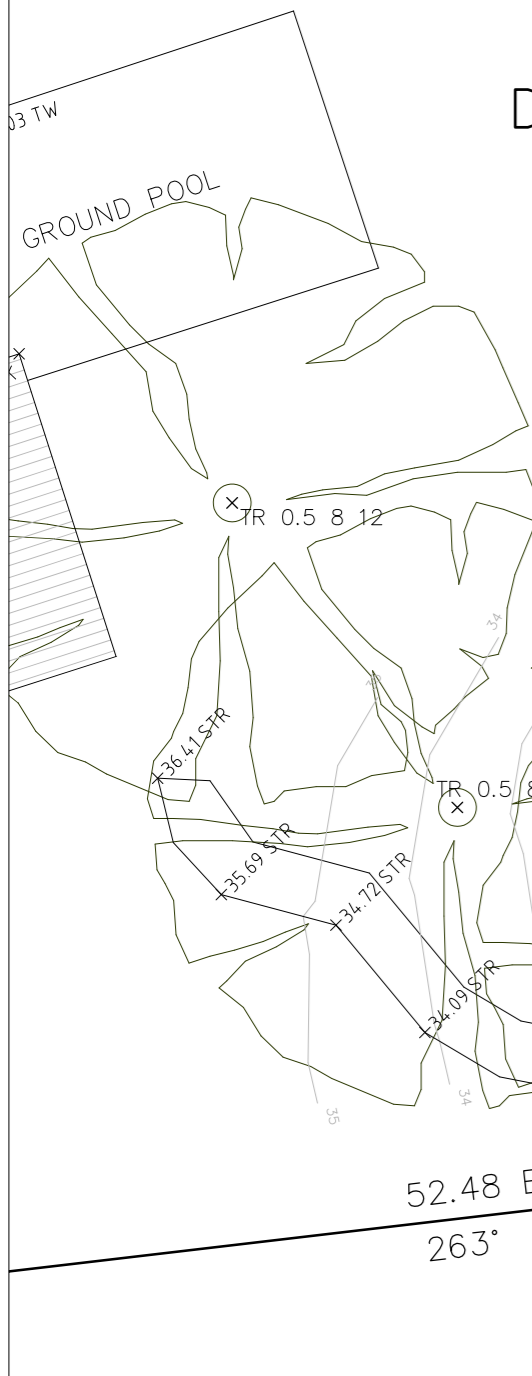 D
03 TW
GROUND POOL
TR 0.5 8 12
34
36.41 STR
TR 0.5 8
35.69 STR
34.72 STR
34.09 STR
35
34
52.48
263°